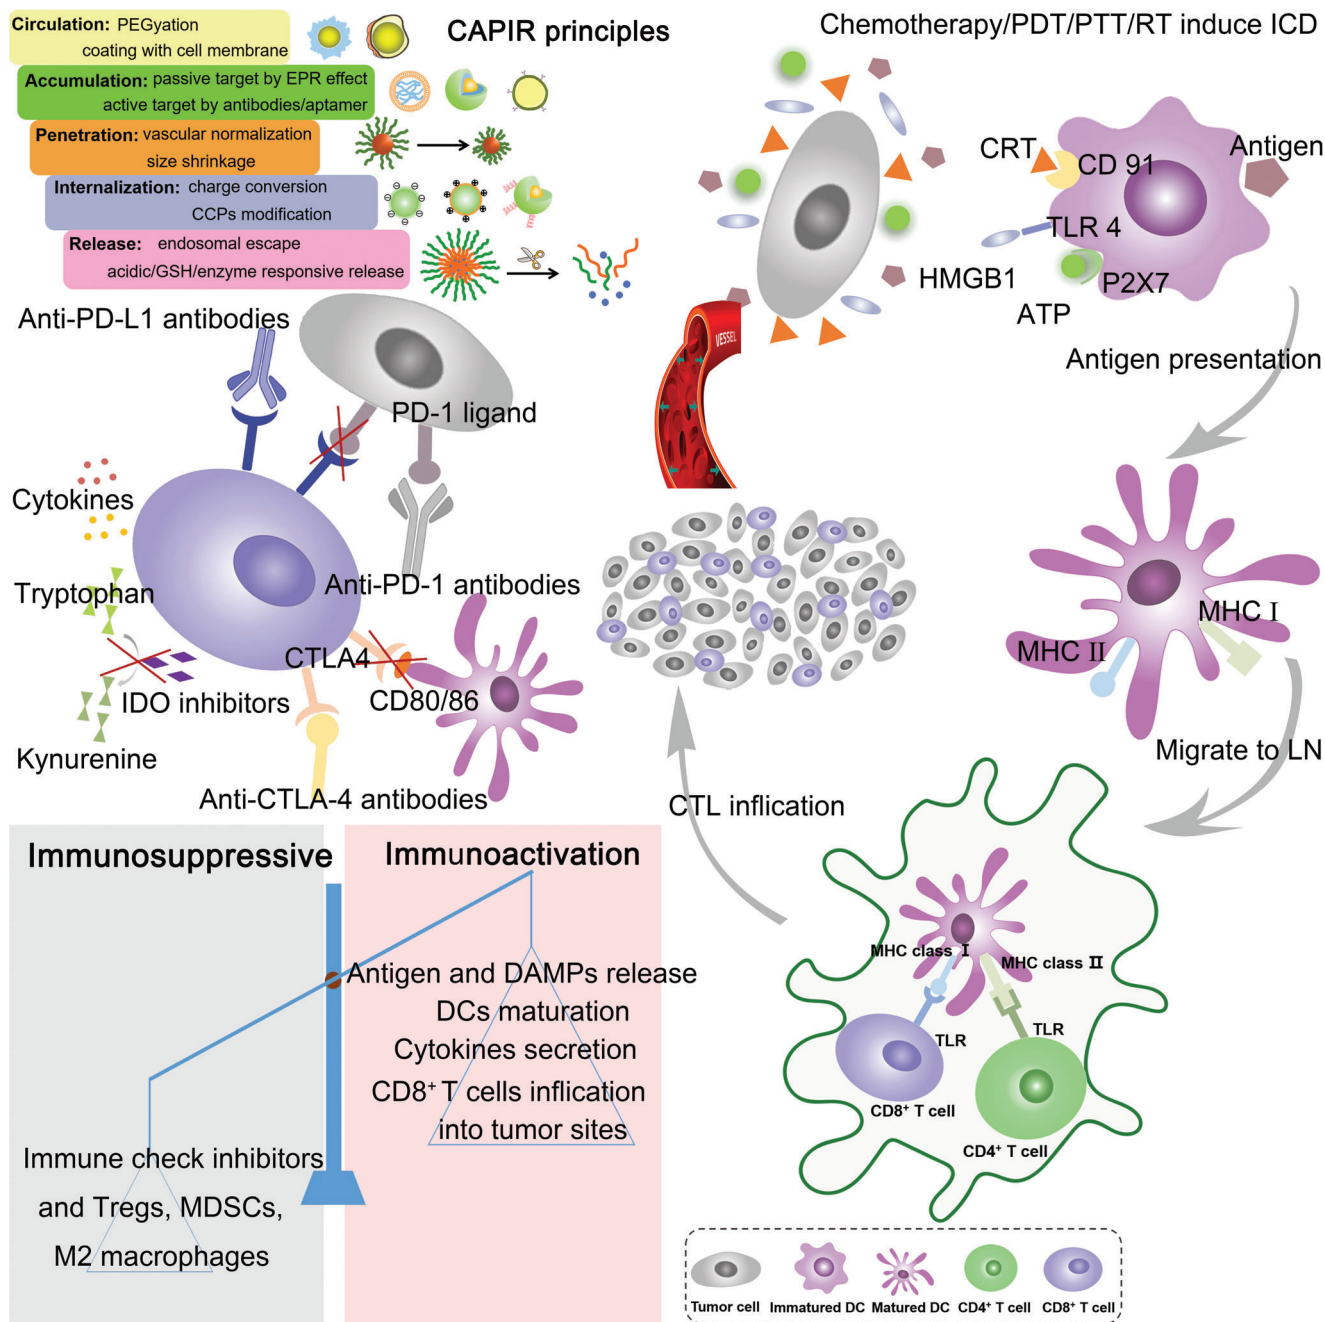 CAPIR principles
Circulation: PEGyation
coating with cell membrane
Accumulation: passive target by EPR effect
active target by antibodies/aptamer
Penetration: vascular normalization
size shrinkage
Internalization: charge conversion
CCPs modification
Release: endosomal escape
acidic/GSH/enzyme responsive release
Chemotherapy/PDT/PTT/RT induce ICD
CRT
CD 91
Antigen
TLR 4
HMGB1
P2X7
ATP
VESSEL
Antigen presentation
Anti-PD-L1 antibodies
PD-1 ligand
Cytokines
Anti-PD-1 antibodies
Tryptophan
CTLA4
IDO inhibitors
CD80/86
Kynurenine
Anti-CTLA-4 antibodies
MHC I
MHC II
Migrate to LN
CTL inflication
MHC class I
MHC class II
TLR
TLR
CD8+ T cell
CD4+ T cell
Immunosuppressive
Immunoactivation
Antigen and DAMPs release
DCs maturation
Cytokines secretion
CD8+ T cells inflication
into tumor sites
Immune check inhibitors
and Tregs, MDSCs,
M2 macrophages
Tumor cell
Immatured DC
Matured DC
CD4+ T cell
CD8+ T cell